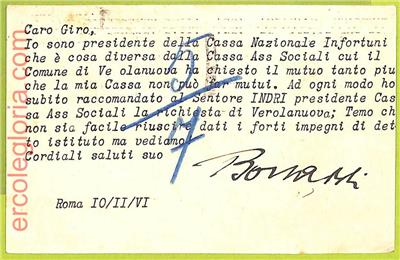 Caro Giro,
Io sono presidente della Cassa Nazionale Infortuni
che è cosa diversa dalla Cassa Ass Sociali cui il
Comune di Ve olanuova ha chiesto il mutuo tanto piu
che la mia Cassa non può far mutui. Ad ogni modo ho
subito raccomandato al Sentore INDRI presidente Cas
sa Ass Sociali la richiesta di Verolanuova; Temo ch
non sia facile riuscire dati i forti impegni di det
to istituto ma vediamo
Cordiali saluti suo
Roma IO/II/VI
ercolegloria.com